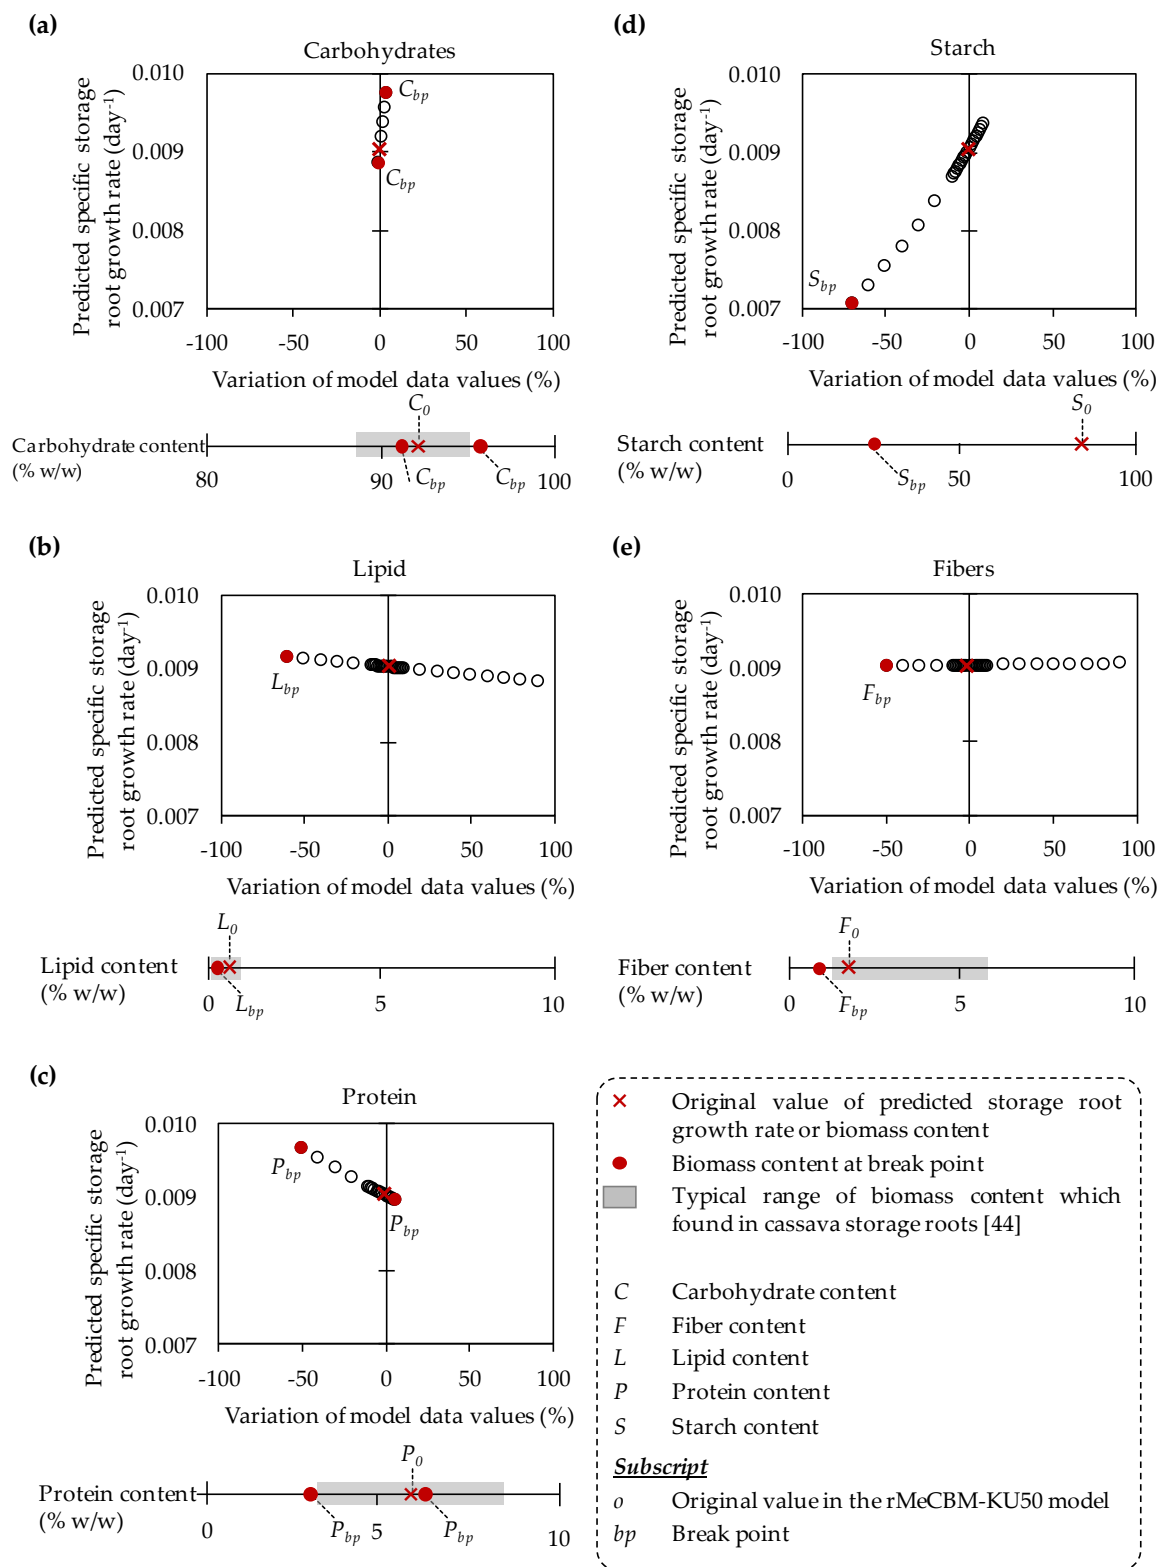 (a)
Carbohydrates
Predicted specific storage
root growth rate (day-1)
0.010
0.009
0.008
0.007
Cbp
Cbp
-100 -50 0 50 100
Variation of model data values (%)
C0
Carbohydrate content
(% w/w)
80 90 100
Cbp Cbp
(d)
Starch
Predicted specific storage
root growth rate (day-1)
0.010
0.009
0.008
0.007
Sbp
-100 -50 0 50 100
Variation of model data values (%)
S0
Starch content
(% w/w)
0 50 100
Sbp
(b)
Lipid
Predicted specific storage
root growth rate (day-1)
0.010
0.009
0.008
0.007
Lbp
-100 -50 0 50 100
Variation of model data values (%)
L0
Lipid content
(% w/w)
0 5 10
Lbp
(e)
Fibers
Predicted specific storage
root growth rate (day-1)
0.010
0.009
0.008
0.007
Fbp
-100 -50 0 50 100
Variation of model data values (%)
F0
Fiber content
(% w/w)
0 5 10
Fbp
(c)
Protein
Predicted specific storage
root growth rate (day-1)
0.010
0.009
0.008
0.007
Pbp
Pbp
-100 -50 0 50 100
Variation of model data values (%)
P0
Protein content
(% w/w)
0 5 10
Pbp Pbp
Original value of predicted storage root
growth rate or biomass content
Biomass content at break point
Typical range of biomass content which
found in cassava storage roots [44]
C Carbohydrate content
F Fiber content
L Lipid content
P Protein content
S Starch content
Subscript
o Original value in the rMeCBM-KU50 model
bp Break point